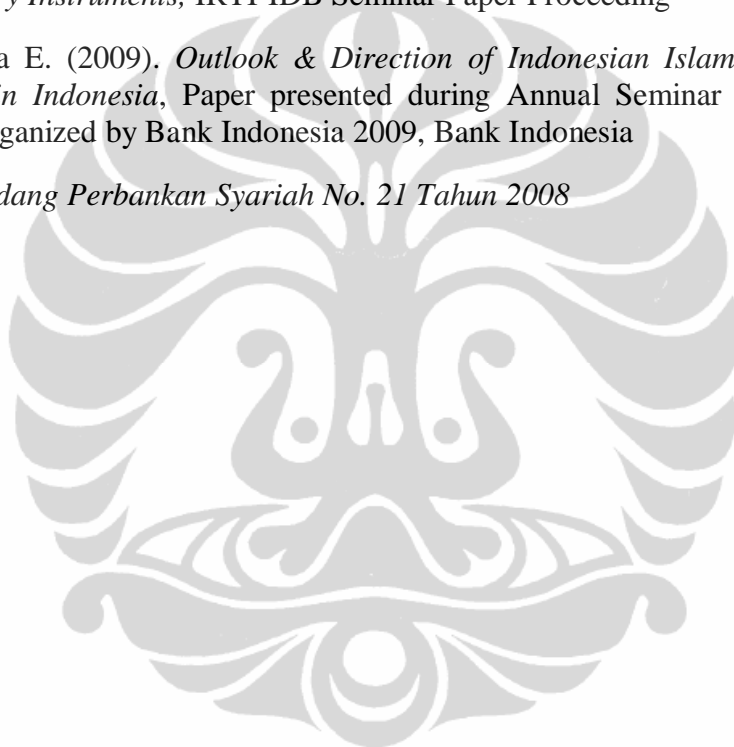 y Instruments, IRTI-IDB Seminar Paper Proceeding
a E. (2009). Outlook & Direction of Indonesian Islam
in Indonesia, Paper presented during Annual Seminar
ganized by Bank Indonesia 2009, Bank Indonesia
dang Perbankan Syariah No. 21 Tahun 2008